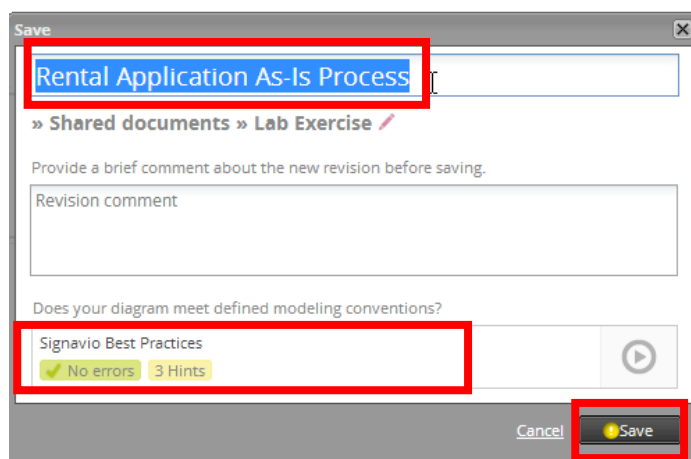 Save
Rental Application As-Is Process
» Shared documents » Lab Exercise
Provide a brief comment about the new revision before saving.
Revision comment
Does your diagram meet defined modeling conventions?
Signavio Best Practices
No errors 3 Hints
Cancel Save